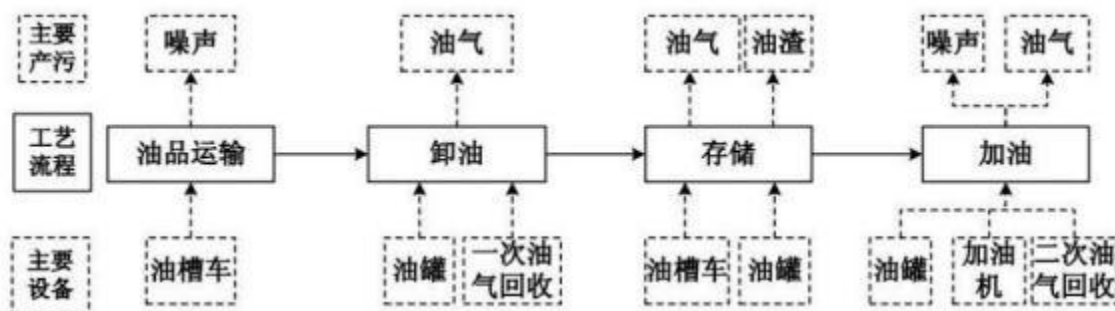 主要
产污
噪声
油气
油气
油渣
噪声
油气
工艺
流程
油品运输
卸油
存储
加油
主要
设备
油槽车
油罐
一次油
气回收
油槽车
油罐
油罐
加油
机
二次油
气回收